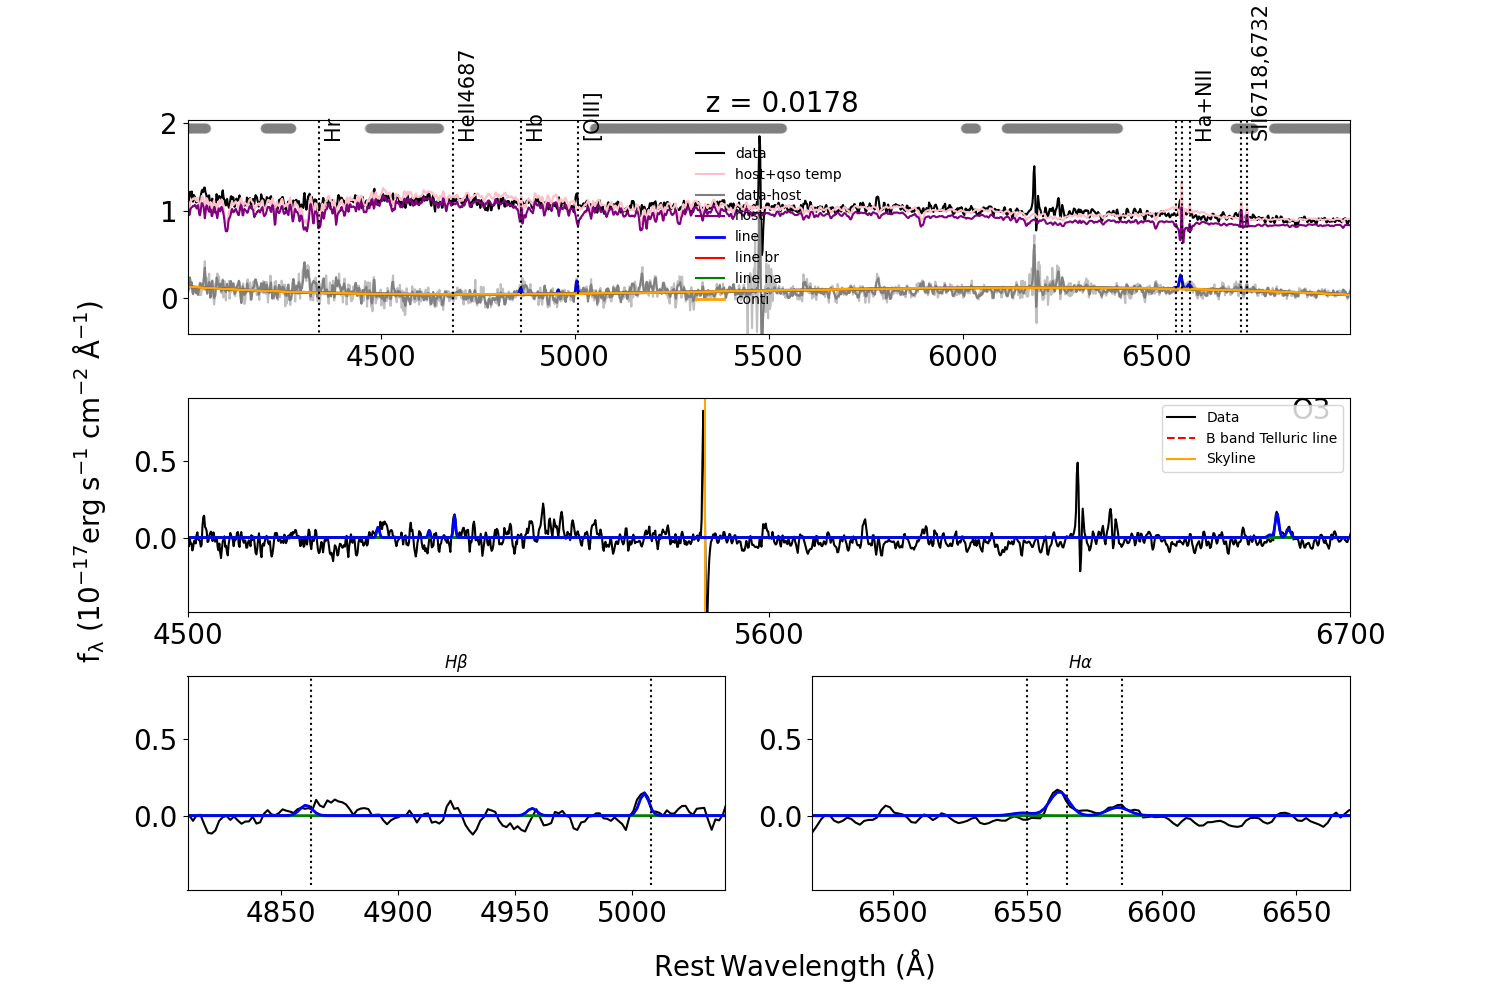 z = 0.0178
Hr
HeII4687
Hb
[OIII]
Ha+NII
SII6718,6732
data
host+qso temp
data-host
host
line
line br
line na
conti
2
1
0
4500
5000
5500
6000
6500
fλ (10⁻¹⁷erg s⁻¹ cm⁻² Å⁻¹)
O3
Data
B band Telluric line
Skyline
0.5
0.0
4500
5600
6700
Hβ
0.5
0.0
4850
4900
4950
5000
Hα
0.5
0.0
6500
6550
6600
6650
Rest Wavelength (Å)